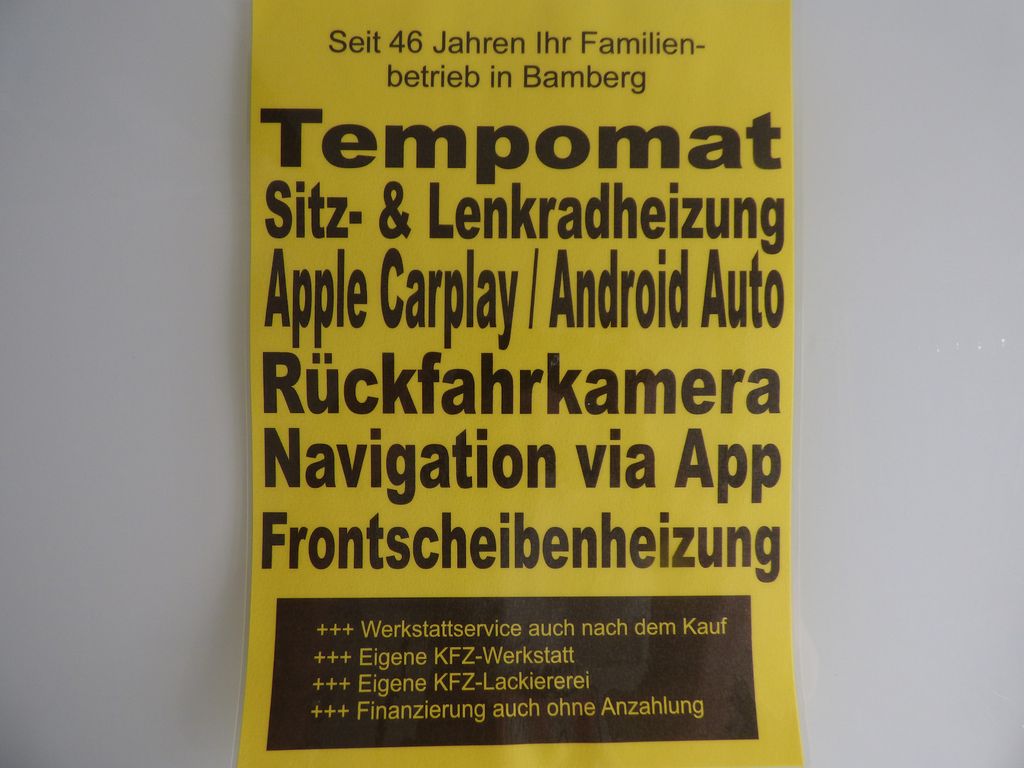 Seit 46 Jahren Ihr Familien-
betrieb in Bamberg
Tempomat
Sitz- & Lenkradheizung
Apple Carplay / Android Auto
Rückfahrkamera
Navigation via App
Frontscheibenheizung
+++ Werkstattservice auch nach dem Kauf
+++ Eigene KFZ-Werkstatt
+++ Eigene KFZ-Lackiererei
+++ Finanzierung auch ohne Anzahlung